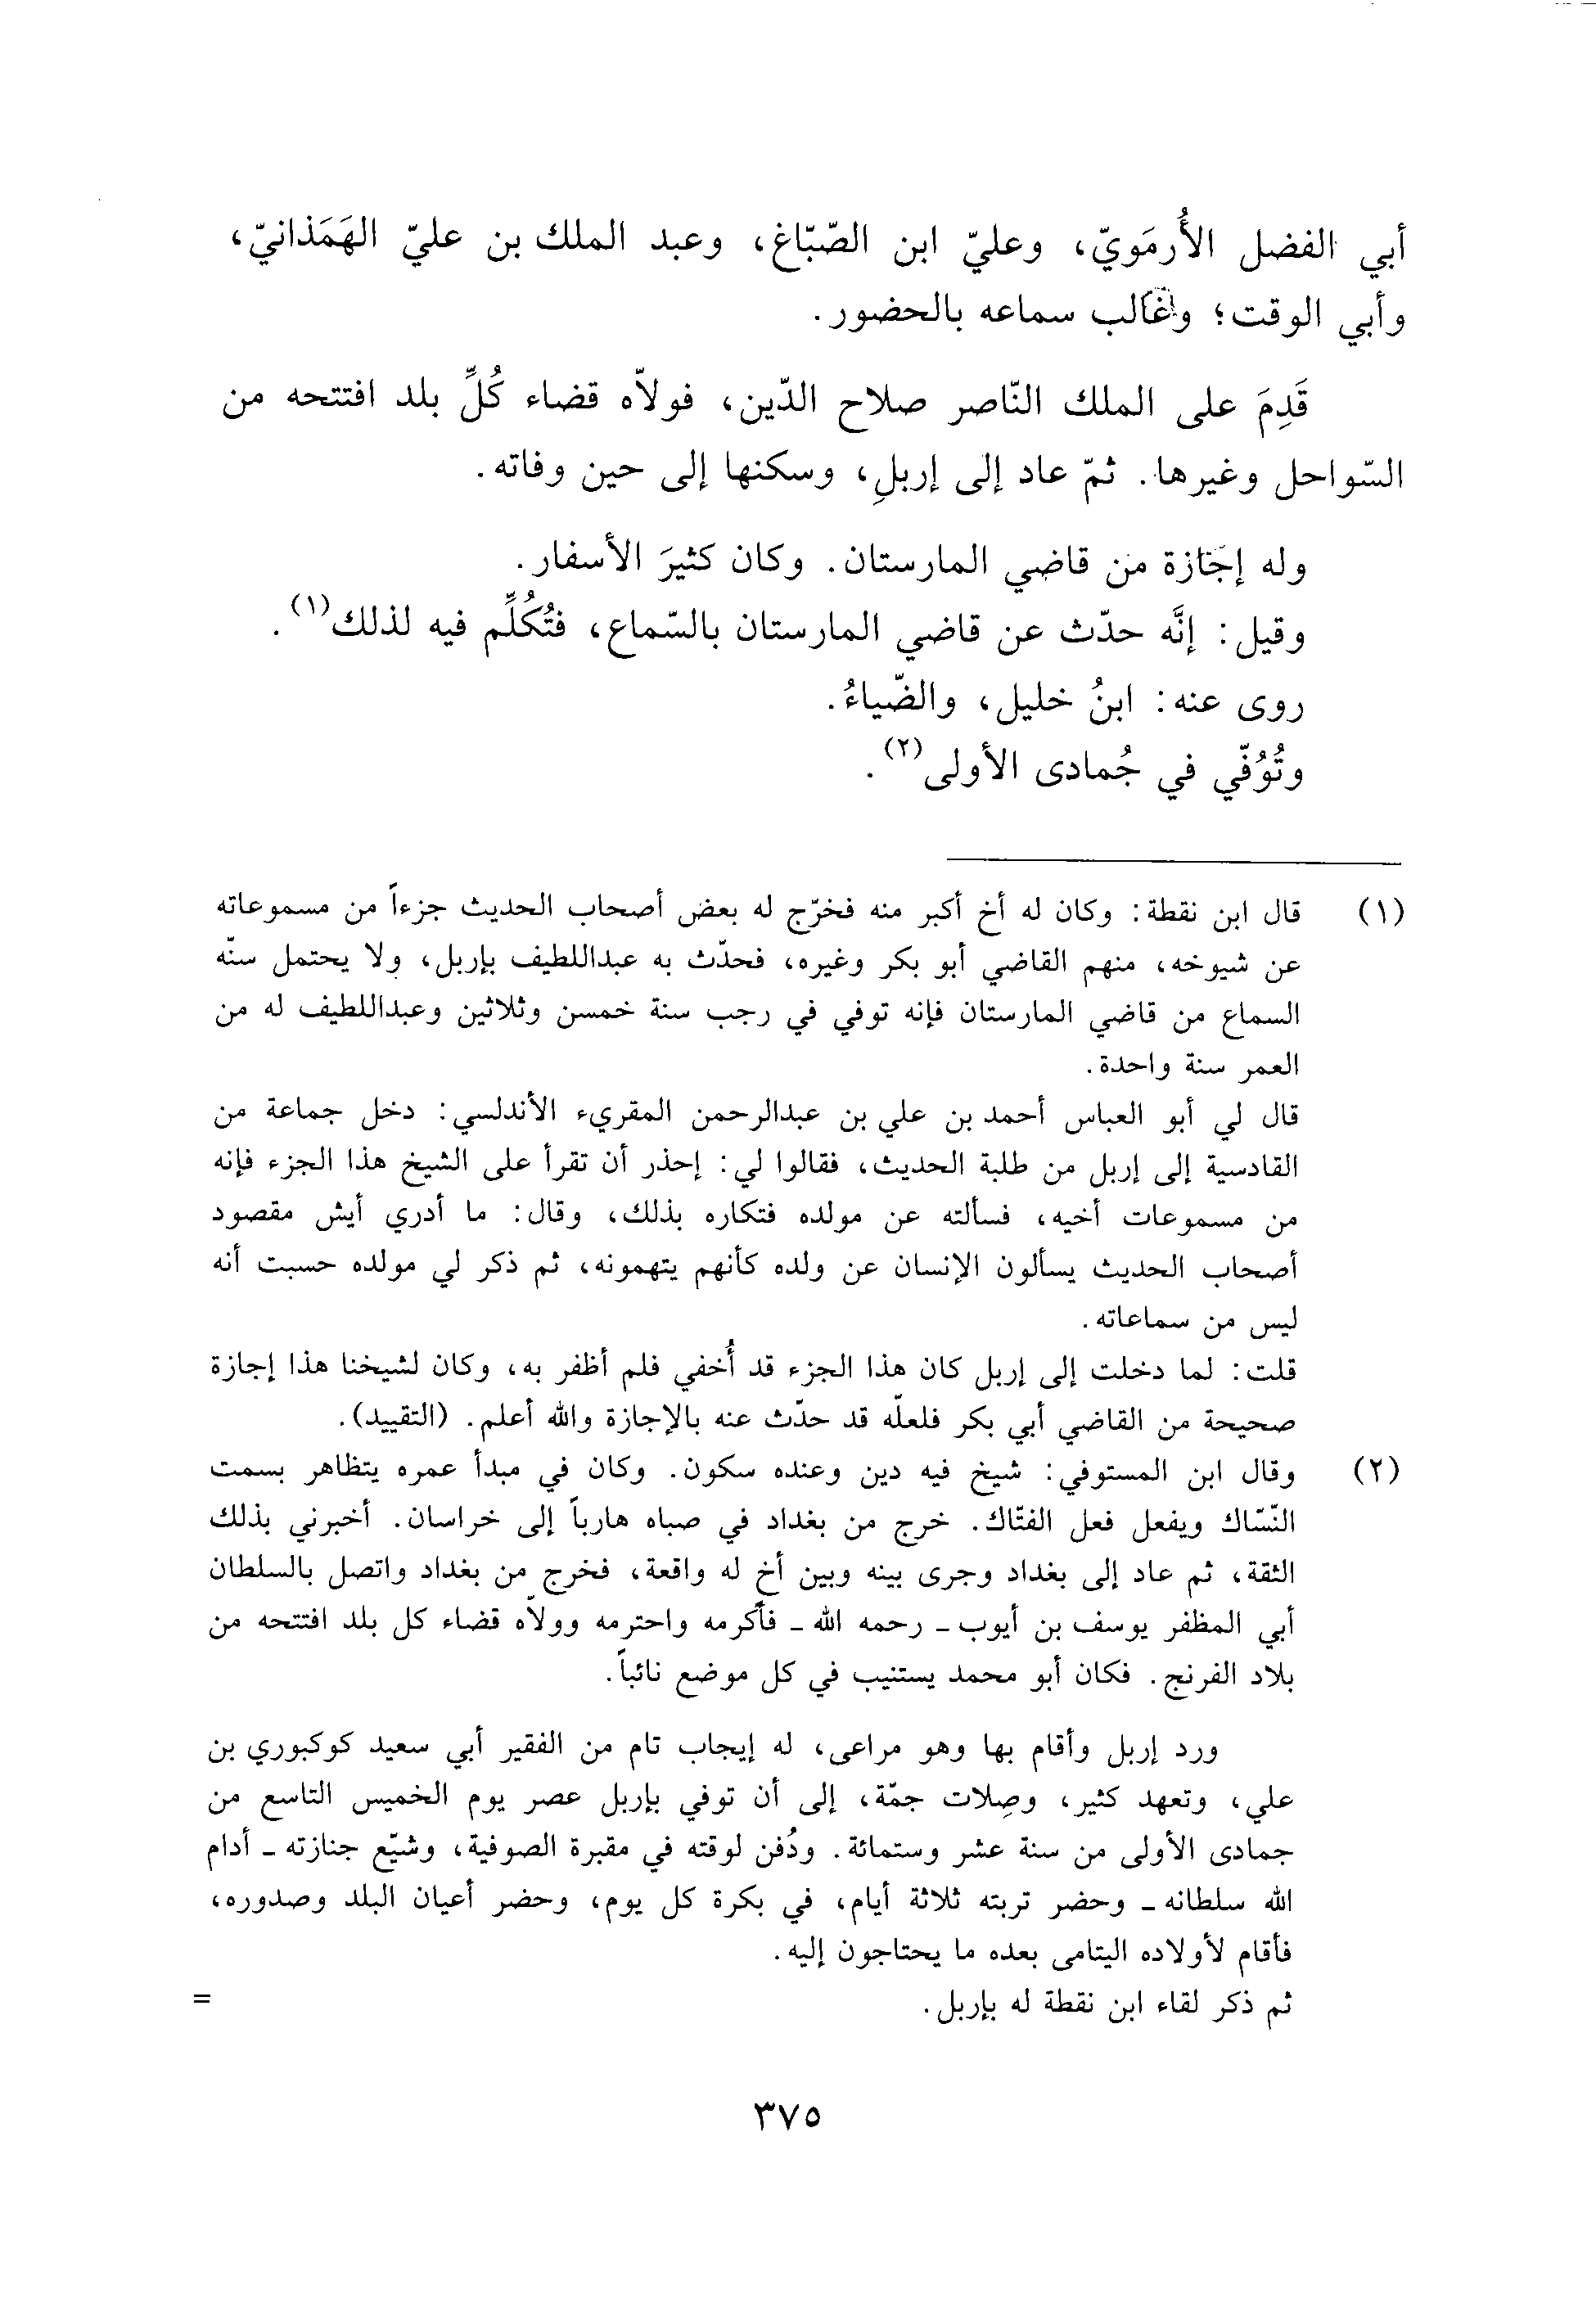 أبي الفضل الأُرمَويّ، وعليّ ابن الصّبّاغ، وعبد الملك بن عليّ الهَمَذانيّ،
وأبي الوقت؛ وغالب سماعه بالحضور.
قَدِمَ على الملك النّاصر صلاح الدّين، فولاّه قضاء كُلِّ بلد افتتحه من
السّواحل وغيرها. ثمّ عاد إلى إربلِ، وسكنها إلى حين وفاته.
وله إجَازة من قاضي المارستان. وكان كثيرَ الأسفار.
وقيل: إنَّه حدّث عن قاضي المارستان بالسّماع، فتُكُلِّم فيه لذلك(١).
روى عنه: ابنُ خليل، والضّياءُ.
وتُوُفّي في جُمادى الأولى(٢).
(١) قال ابن نقطة: وكان له أخ أكبر منه فخرّج له بعض أصحاب الحديث جزءاً من مسموعاته
عن شيوخه، منهم القاضي أبو بكر وغيره، فحدّث به عبداللطيف بإربل، ولا يحتمل سنّه
السماع من قاضي المارستان فإنه توفي في رجب سنة خمسن وثلاثين وعبداللطيف له من
العمر سنة واحدة.
قال لي أبو العباس أحمد بن علي بن عبدالرحمن المقريء الأندلسي: دخل جماعة من
القادسية إلى إربل من طلبة الحديث، فقالوا لي: إحذر أن تقرأ على الشيخ هذا الجزء فإنه
من مسموعات أخيه، فسألته عن مولده فتكاره بذلك، وقال: ما أدري أيش مقصود
أصحاب الحديث يسألون الإنسان عن ولده كأنهم يتهمونه، ثم ذكر لي مولده حسبت أنه
ليس من سماعاته.
قلت: لما دخلت إلى إربل كان هذا الجزء قد أُخفي فلم أظفر به، وكان لشيخنا هذا إجازة
صحيحة من القاضي أبي بكر فلعلّه قد حدّث عنه بالإجازة والله أعلم. (التقييد).
(٢) وقال ابن المستوفي: شيخ فيه دين وعنده سكون. وكان في مبدأ عمره يتظاهر بسمت
النّسّاك ويفعل فعل الفتّاك. خرج من بغداد في صباه هارباً إلى خراسان. أخبرني بذلك
الثقة، ثم عاد إلى بغداد وجرى بينه وبين أخٍ له واقعة، فخرج من بغداد واتصل بالسلطان
أبي المظفر يوسف بن أيوب ـ رحمه الله ـ فأكرمه واحترمه وولاّه قضاء كل بلد افتتحه من
بلاد الفرنج. فكان أبو محمد يستنيب في كل موضع نائباً.
ورد إربل وأقام بها وهو مراعى، له إيجاب تام من الفقير أبي سعيد كوكبوري بن
علي، وتعهد كثير، وصِلات جمّة، إلى أن توفي بإربل عصر يوم الخميس التاسع من
جمادى الأولى من سنة عشر وستمائة. ودُفن لوقته في مقبرة الصوفية، وشيّع جنازته ـ أدام
الله سلطانه ـ وحضر تربته ثلاثة أيام، في بكرة كل يوم، وحضر أعيان البلد وصدوره،
فأقام لأولاده اليتامى بعده ما يحتاجون إليه.
ثم ذكر لقاء ابن نقطة له بإربل. =
٣٧٥